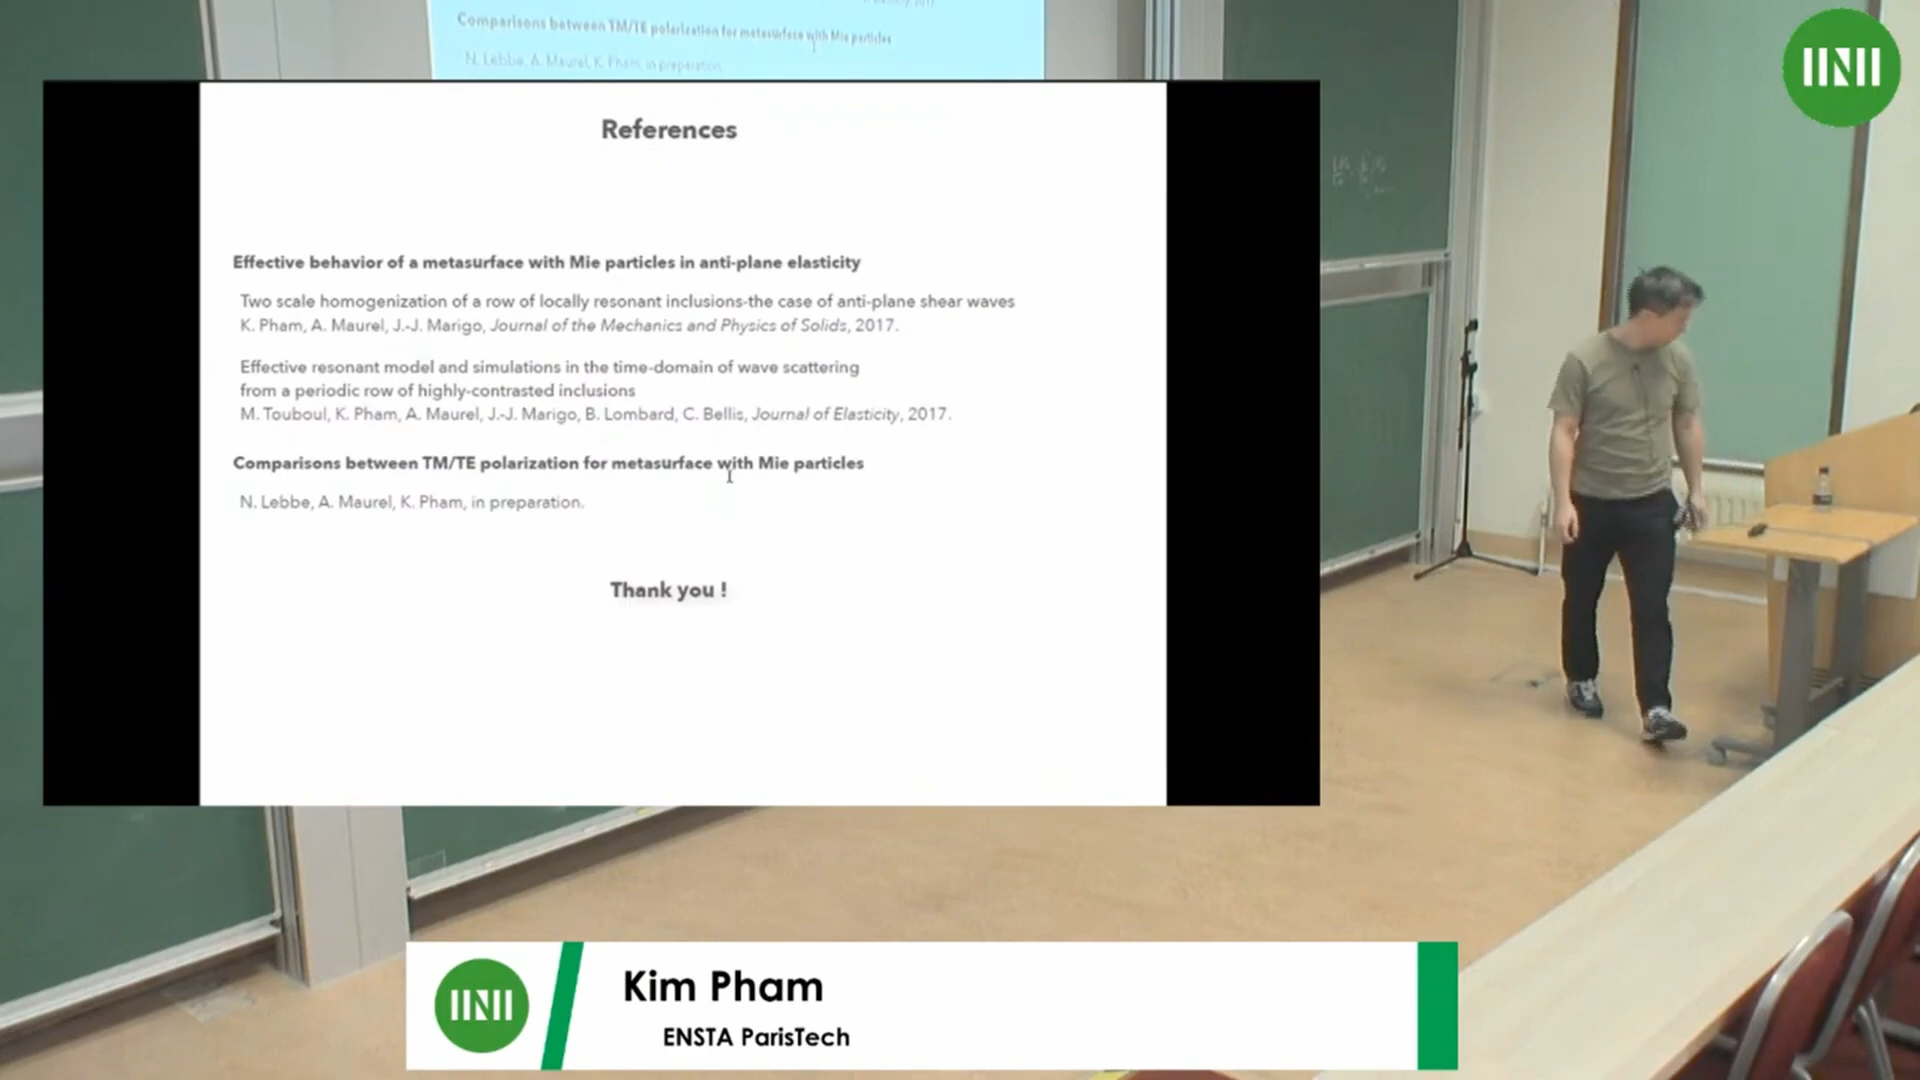 Comparisons between TM/TE polarization for metasurface with Mie particles
N. Lebbe, A. Maurel, K. Pham, in preparation.
References
Effective behavior of a metasurface with Mie particles in anti-plane elasticity
Two scale homogenization of a row of locally resonant inclusions-the case of anti-plane shear waves
K. Pham, A. Maurel, J.-J. Marigo, Journal of the Mechanics and Physics of Solids, 2017.
Effective resonant model and simulations in the time-domain of wave scattering
from a periodic row of highly-contrasted inclusions
M. Touboul, K. Pham, A. Maurel, J.-J. Marigo, B. Lombard, C. Bellis, Journal of Elasticity, 2017.
Comparisons between TM/TE polarization for metasurface with Mie particles
N. Lebbe, A. Maurel, K. Pham, in preparation.
Thank you !
Kim Pham
ENSTA ParisTech